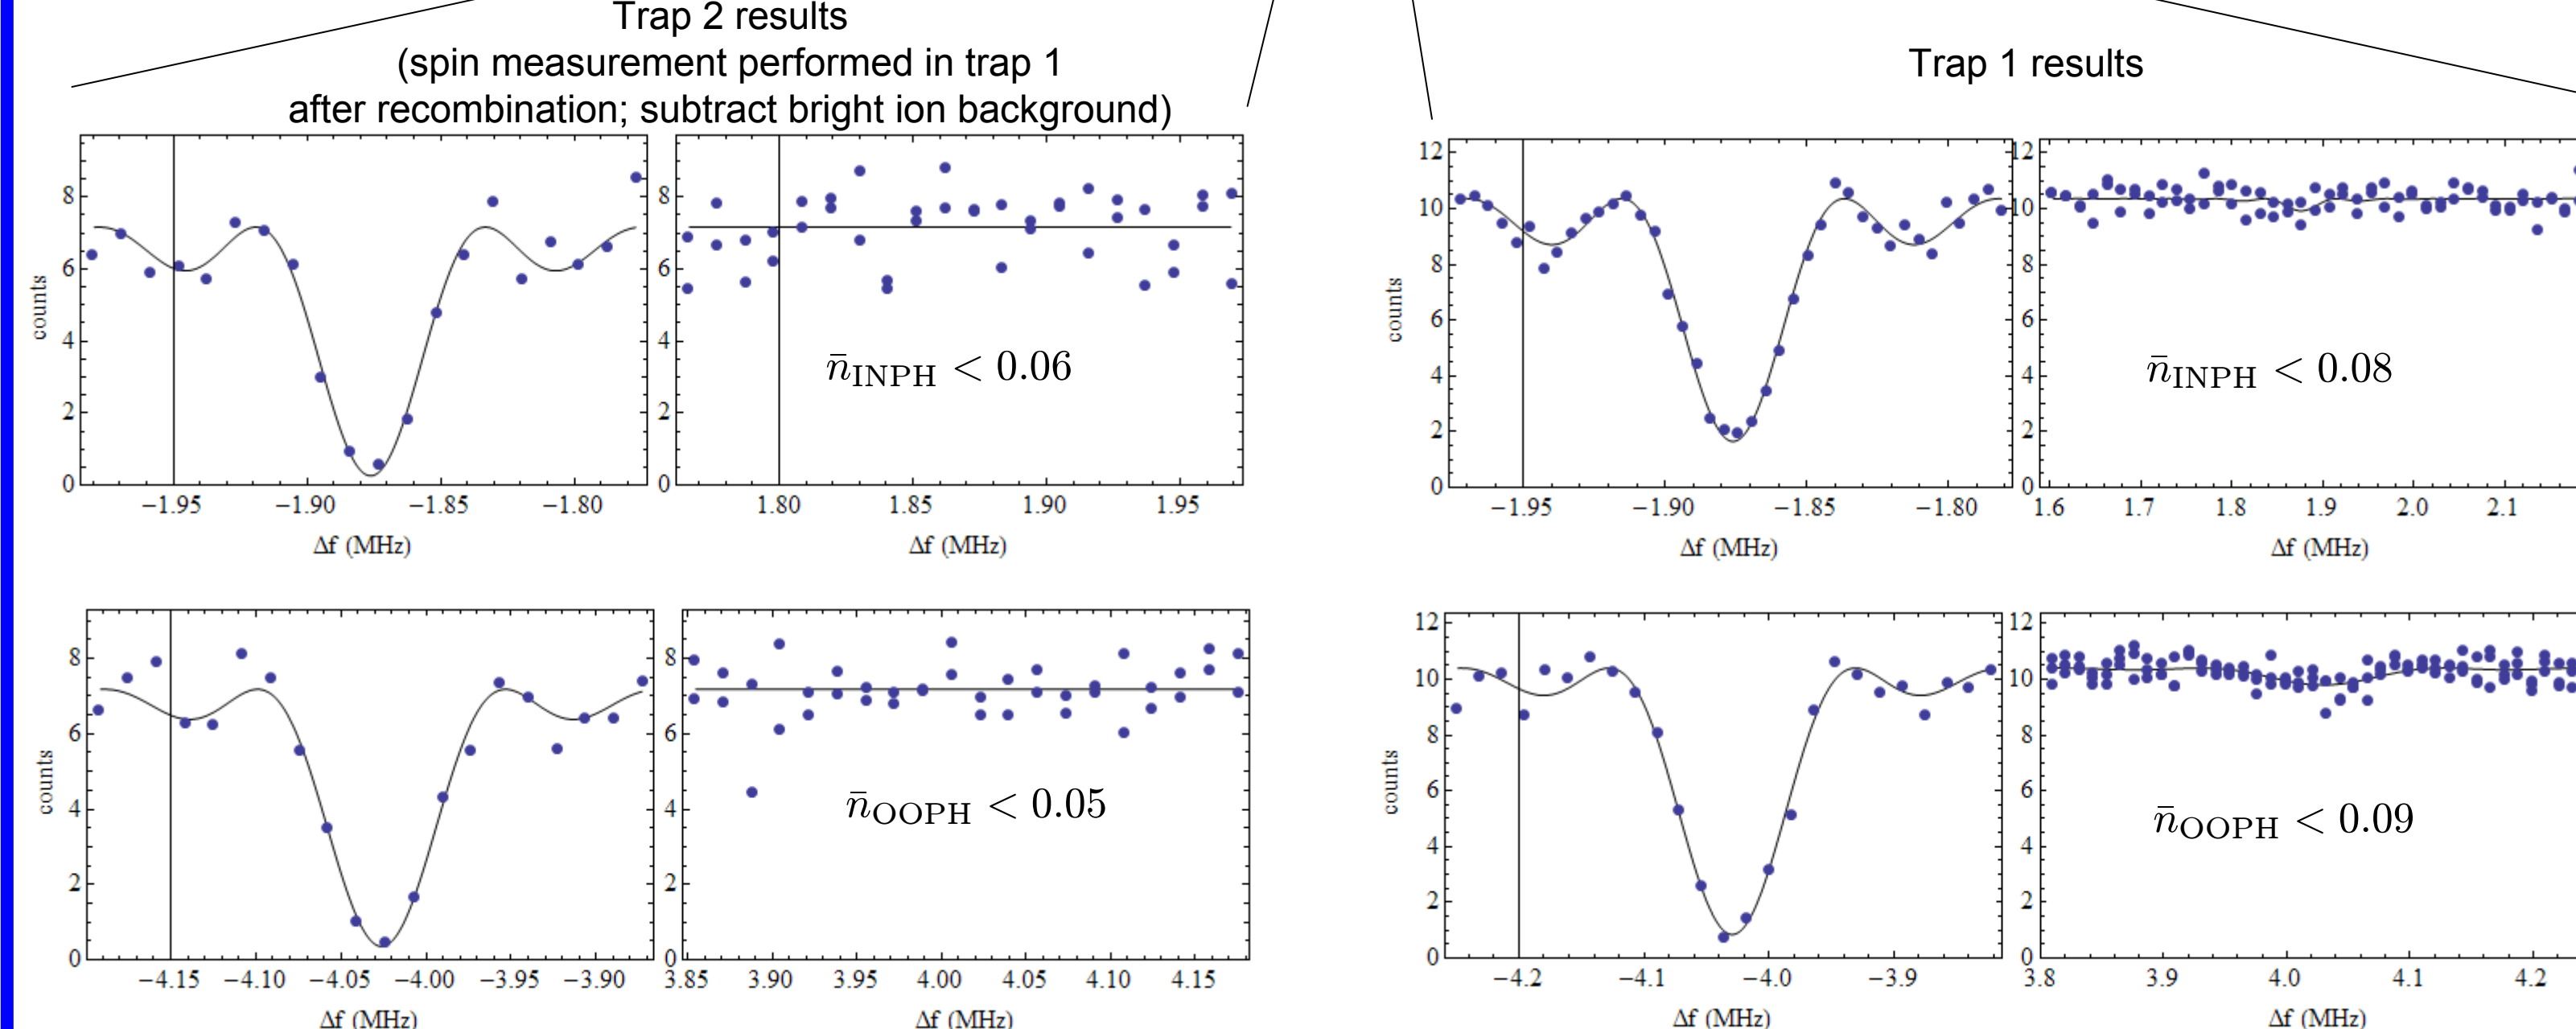 Trap 2 results
(spin measurement performed in trap 1
after recombination; subtract bright ion background)
Trap 1 results
counts
8
6
4
2
0
−1.95 −1.90 −1.85 −1.80
Δf (MHz)
8
6
4
2
0
n̄INPH < 0.06
1.80 1.85 1.90 1.95
Δf (MHz)
counts
12
10
8
6
4
2
0
−1.95 −1.90 −1.85 −1.80
Δf (MHz)
12
10
8
6
4
2
0
n̄INPH < 0.08
1.6 1.7 1.8 1.9 2.0 2.1
Δf (MHz)
counts
8
6
4
2
0
−4.15 −4.10 −4.05 −4.00 −3.95 −3.90
Δf (MHz)
8
6
4
2
0
n̄OOPH < 0.05
3.85 3.90 3.95 4.00 4.05 4.10 4.15
Δf (MHz)
counts
12
10
8
6
4
2
0
−4.2 −4.1 −4.0 −3.9
Δf (MHz)
12
10
8
6
4
2
0
n̄OOPH < 0.09
3.8 3.9 4.0 4.1 4.2
Δf (MHz)